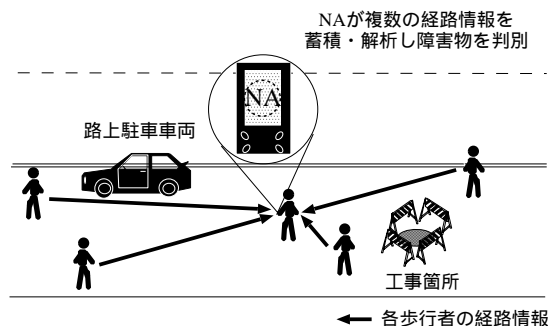 NAが複数の経路情報を
蓄積・解析し障害物を判別
NA
路上駐車車両
工事箇所
各歩行者の経路情報